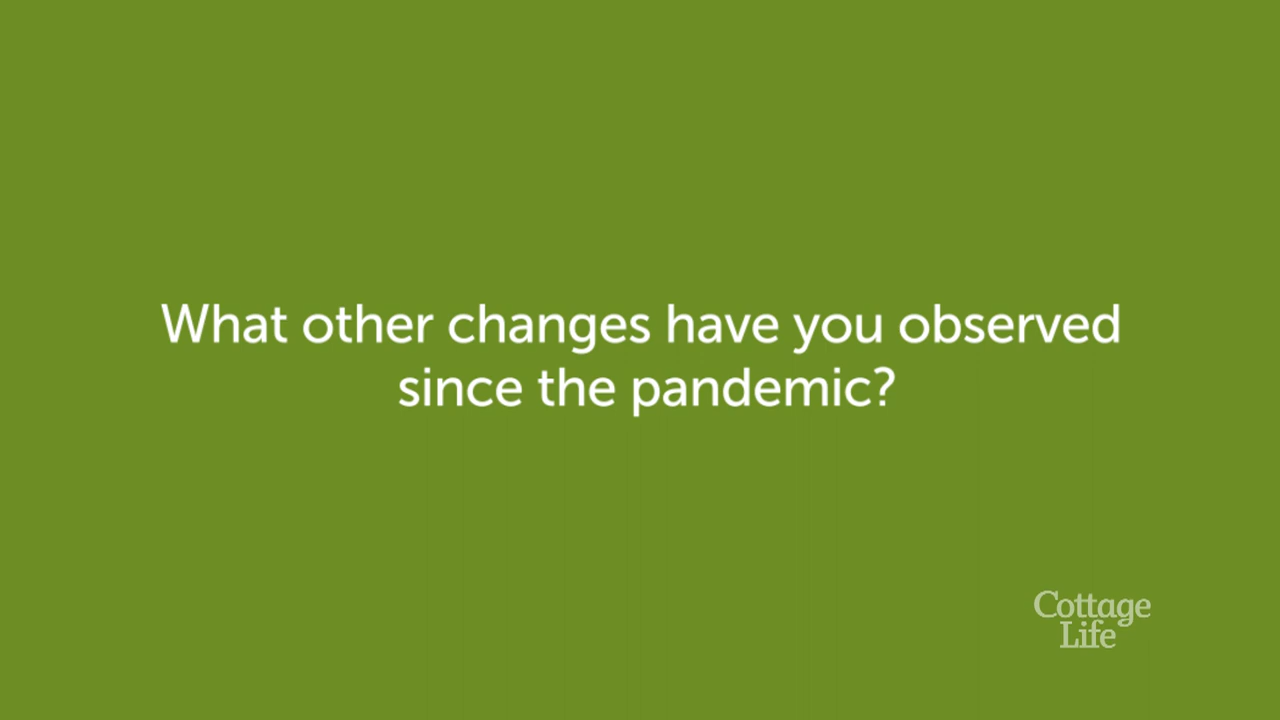 What other changes have you observed
since the pandemic?
Cottage
Life